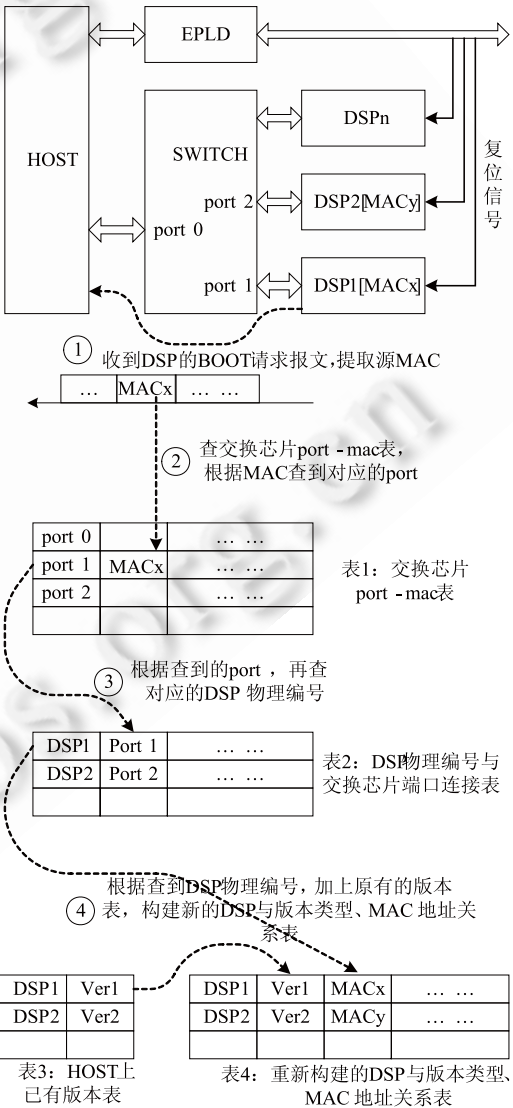 EPLD
DSPn
HOST
SWITCH
复位信号
port 2
DSP2[MACy]
port 0
port 1
DSP1[MACx]
① 收到DSP的BOOT请求报文,提取源MAC
… MACx … …
② 查交换芯片port -mac表,
根据MAC查到对应的port
port 0 … …
port 1 MACx … …
port 2 … …
表1：交换芯片
port -mac表
③ 根据查到的port ，再查
对应的DSP 物理编号
DSP1 Port 1 … …
DSP2 Port 2 … …
表2：DSP物理编号与
交换芯片端口连接表
根据查到DSP物理编号，加上原有的版本
④ 表，构建新的DSP与版本类型、MAC 地址关
系表
DSP1 Ver1
DSP2 Ver2
表3：HOST上
已有版本表
DSP1 Ver1 MACx … …
DSP2 Ver2 MACy … …
表4：重新构建的DSP与版本类型、
MAC 地址关系表